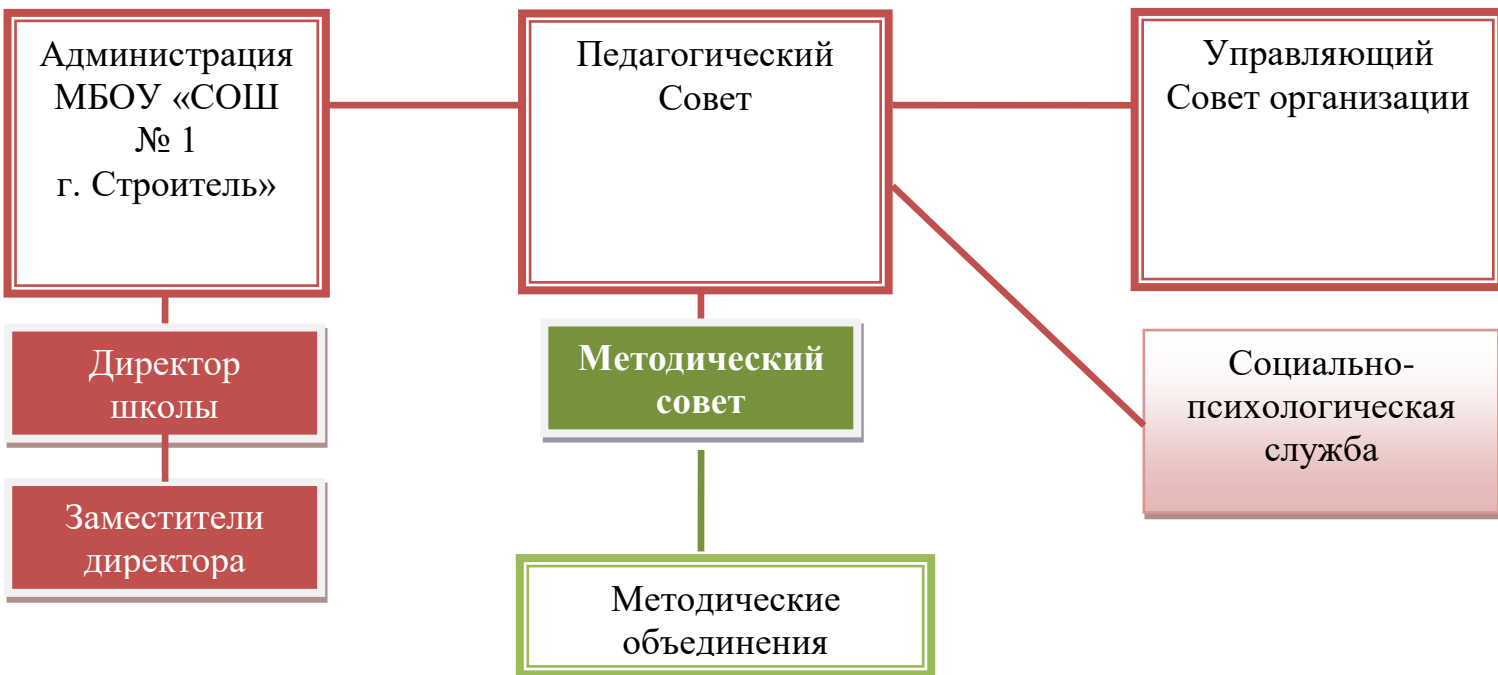 Администрация
МБОУ «СОШ
№ 1
г. Строитель»
Педагогический
Совет
Управляющий
Совет организации
Директор
школы
Методический
совет
Социально-
психологическая
служба
Заместители
директора
Методические
объединения